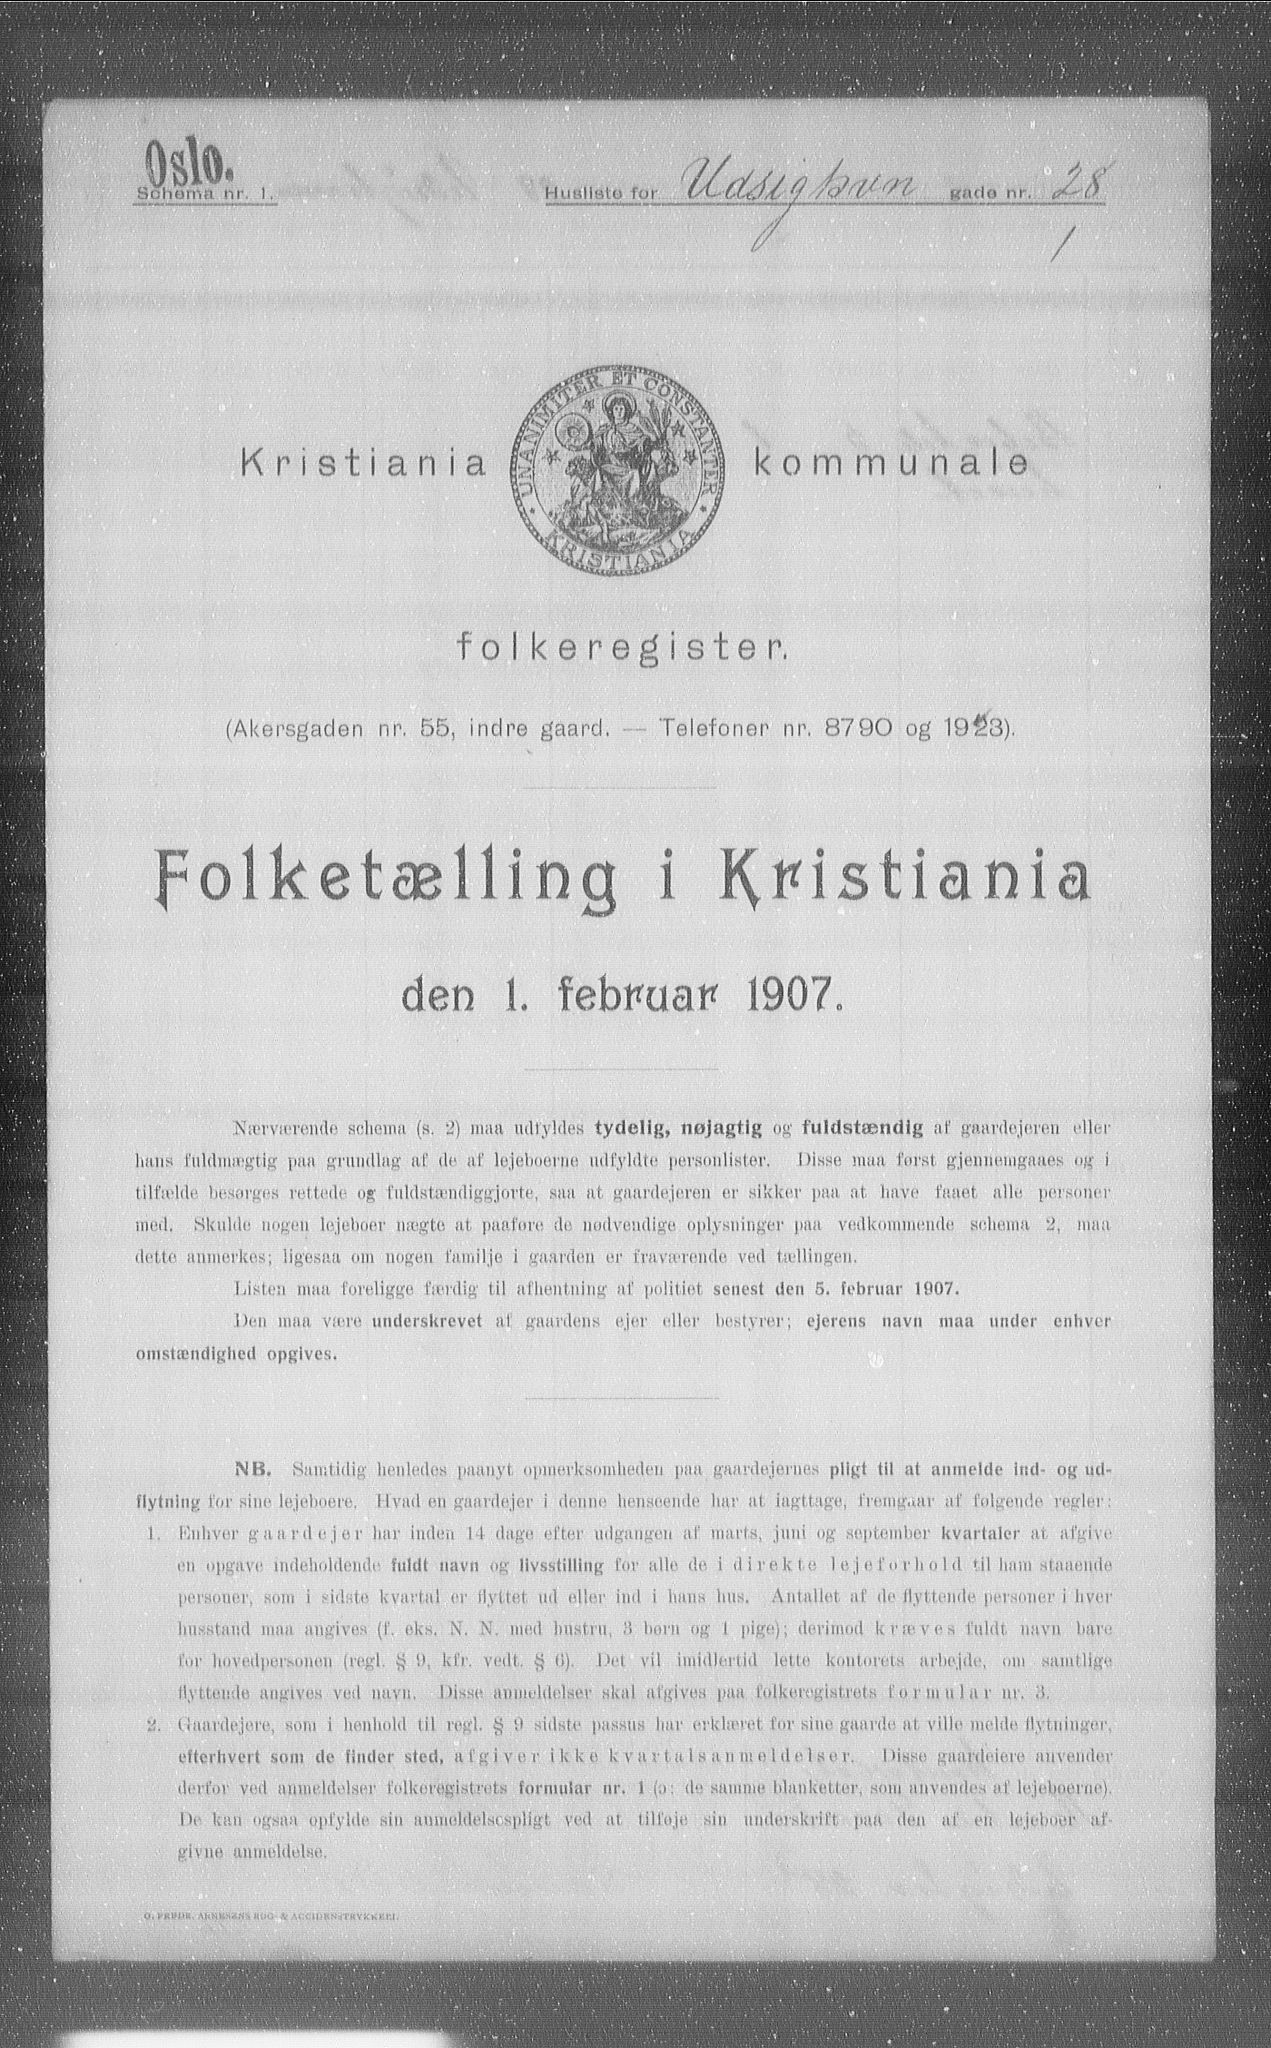 Oslo.
Schema nr. 1. Husliste for Udsigtsvn gade nr. 28
1
UNANIMITER ET CONSTANTER
KRISTIANIA
Kristiania kommunale
folkeregister.
(Akersgaden nr. 55, indre gaard. — Telefoner nr. 8790 og 1923).
Folketælling i Kristiania
den 1. februar 1907.
Nærværende schema (s. 2) maa udfyldes tydelig, nøjagtig og fuldstændig af gaardejeren eller
hans fuldmægtig paa grundlag af de af lejeboerne udfyldte personlister. Disse maa først gjennemgaaes og i
tilfælde besørges rettede og fuldstændiggjorte, saa at gaardejeren er sikker paa at have faaet alle personer
med. Skulde nogen lejeboer nægte at paaføre de nødvendige oplysninger paa vedkommende schema 2, maa
dette anmerkes; ligesaa om nogen familje i gaarden er fraværende ved tællingen.
Listen maa foreligge færdig til afhentning af politiet senest den 5. februar 1907.
Den maa være underskrevet af gaardens ejer eller bestyrer; ejerens navn maa under enhver
omstændighed opgives.
NB. Samtidig henledes paanyt opmerksomheden paa gaardejernes pligt til at anmelde ind- og ud-
flytning for sine lejeboere. Hvad en gaardejer i denne henseende har at iagttage, fremgaar af følgende regler:
1. Enhver gaardejer har inden 14 dage efter udgangen af marts, juni og september kvartaler at afgive
en opgave indeholdende fuldt navn og livsstilling for alle de i direkte lejeforhold til ham staaende
personer, som i sidste kvartal er flyttet ud eller ind i hans hus. Antallet af de flyttende personer i hver
husstand maa angives (f. eks. N. N. med hustru, 3 børn og 1 pige); derimod kræves fuldt navn bare
for hovedpersonen (regl. § 9, kfr. vedt. § 6). Det vil imidlertid lette kontorets arbejde, om samtlige
flyttende angives ved navn. Disse anmeldelser skal afgives paa folkeregistrets formular nr. 3.
2. Gaardejere, som i henhold til regl. § 9 sidste passus har erklæret for sine gaarde at ville melde flytninger,
efterhvert som de finder sted, afgiver ikke kvartalsanmeldelser. Disse gaardeiere anvender
derfor ved anmeldelser folkeregistrets formular nr. 1 (ɔ: de samme blanketter, som anvendes af lejeboerne).
De kan ogsaa opfylde sin anmeldelsespligt ved at tilføje sin underskrift paa den af en lejeboer af-
givne anmeldelse.
O. FREDR. ARNESENS BOG- & ACCIDENSTRYKKERI.